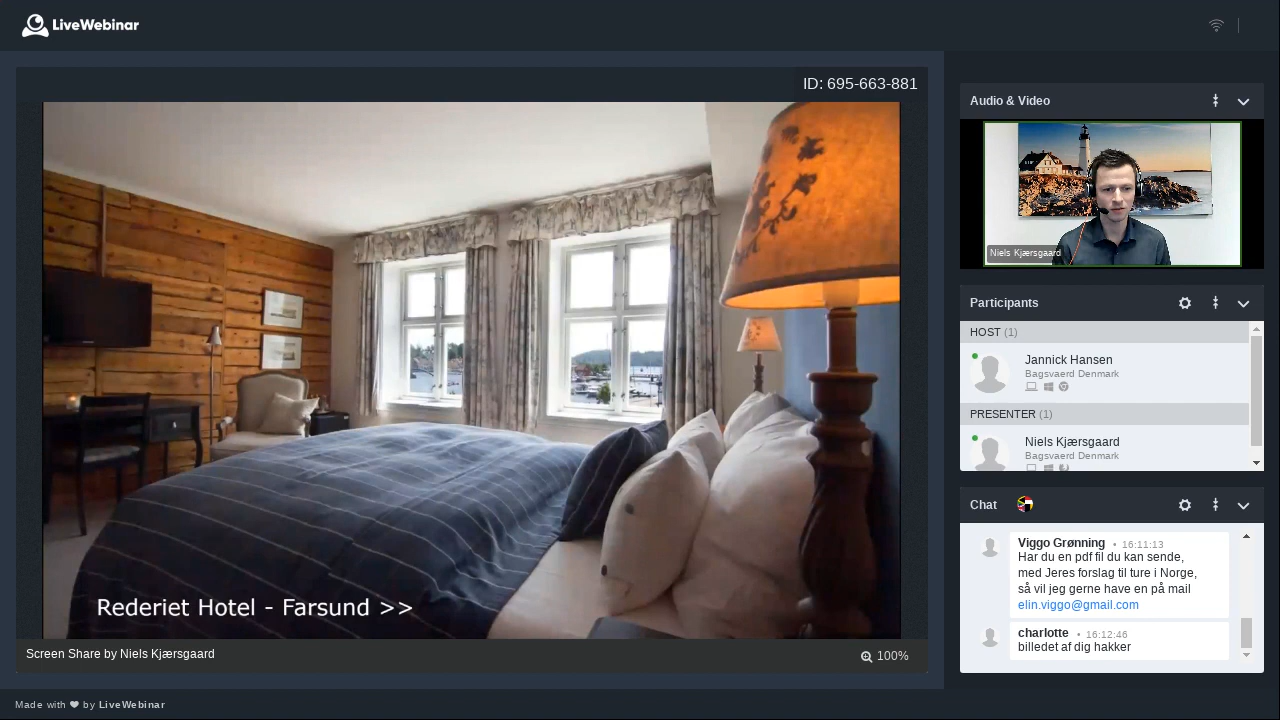 LiveWebinar
ID: 695-663-881
Rederiet Hotel - Farsund >>
Screen Share by Niels Kjærsgaard
100%
Audio & Video
Niels Kjærsgaard
Participants
HOST (1)
Jannick Hansen
Bagsvaerd Denmark
PRESENTER (1)
Niels Kjærsgaard
Bagsvaerd Denmark
Chat
Viggo Grønning • 16:11:13
Har du en pdf fil du kan sende,
med Jeres forslag til ture i Norge,
så vil jeg gerne have en på mail
elin.viggo@gmail.com
charlotte • 16:12:46
billedet af dig hakker
Made with ❤ by LiveWebinar